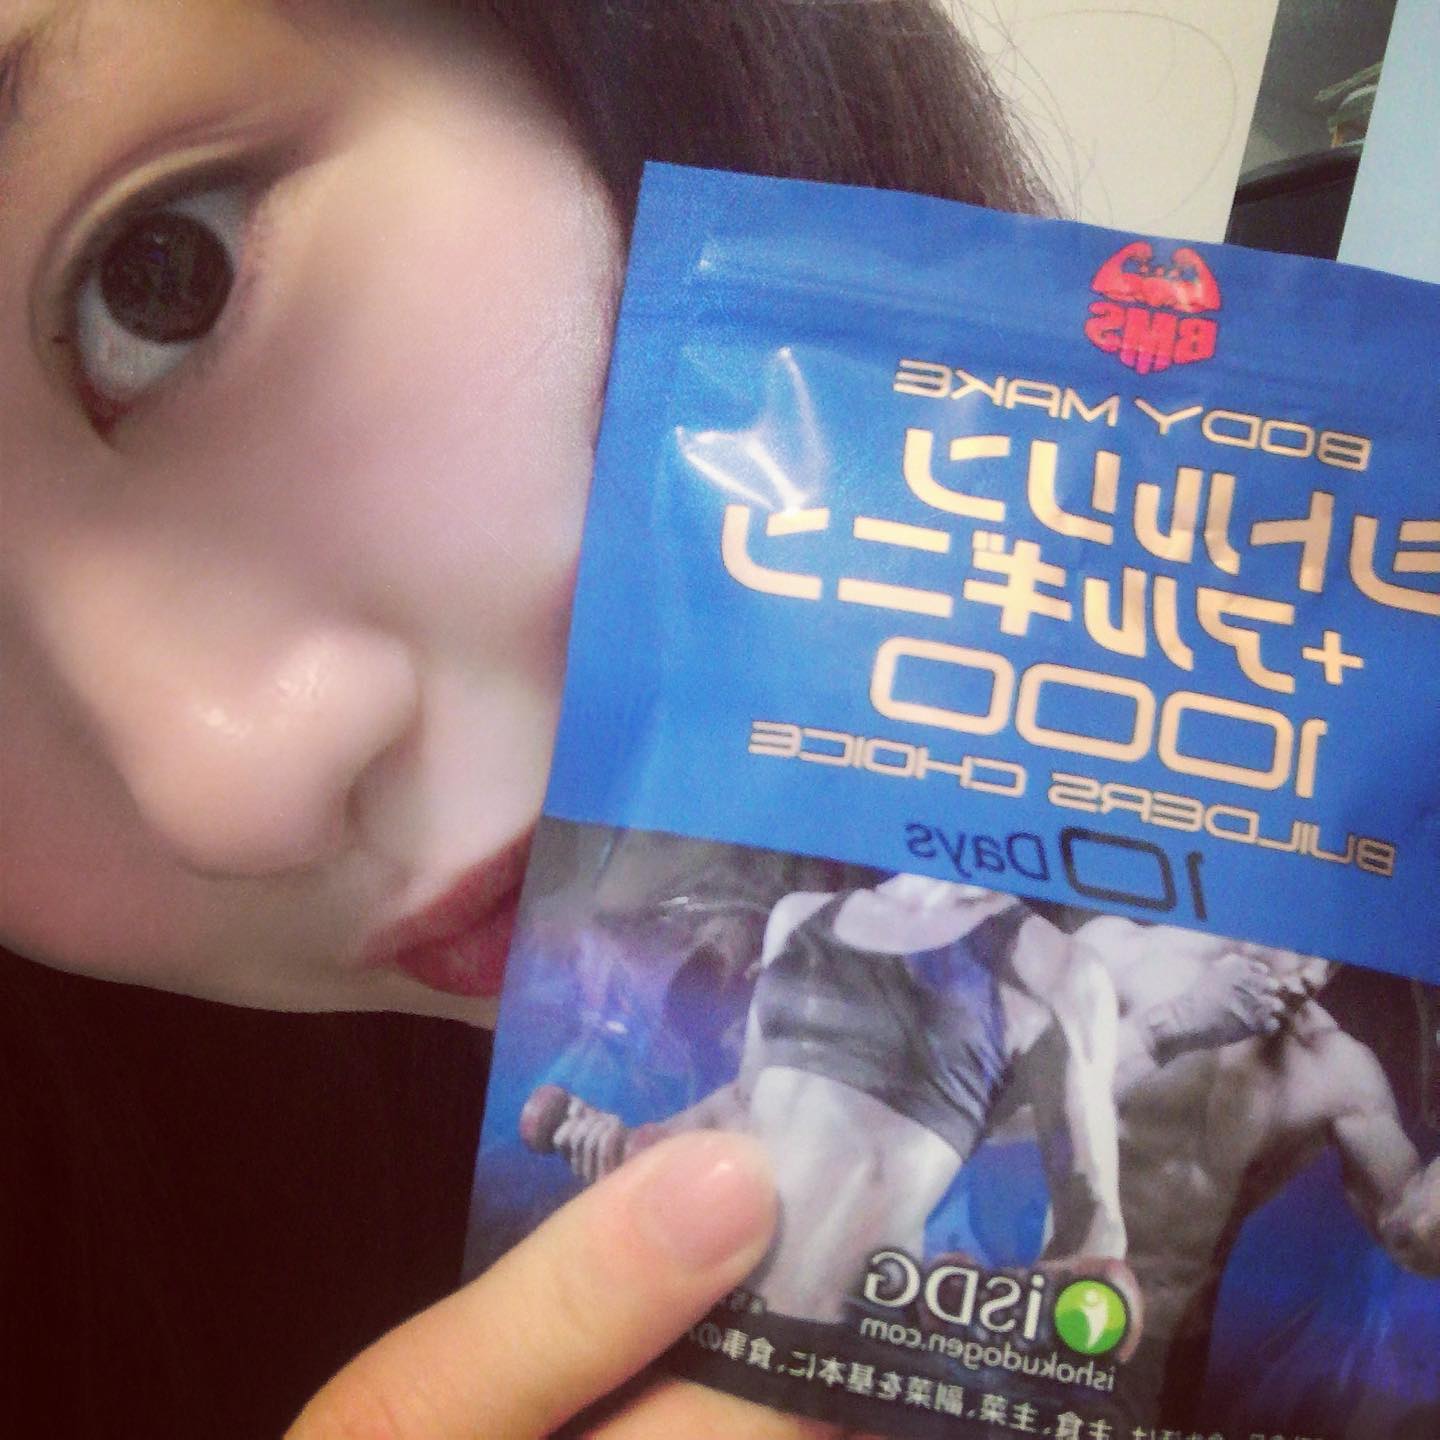 BMS
BODY MAKE
シトルリン
+アルギニン
1000
BUILDERS CHOICE
10Days
iSDG
ishokudogen.com
主食、主菜、副菜を基本に、食事の